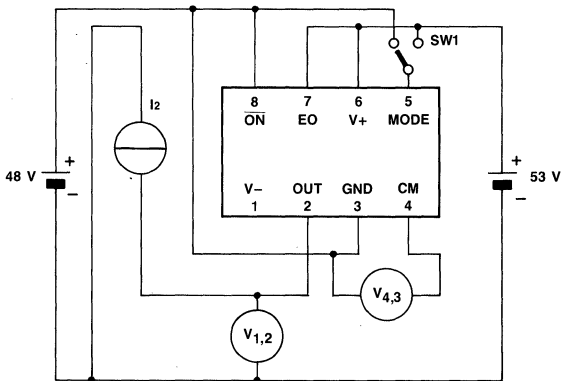 SW1
I2
8 7 6 5
ON EO V+ MODE
48 V + -
V- OUT GND CM
1 2 3 4
+ - 53 V
V4,3
V1,2